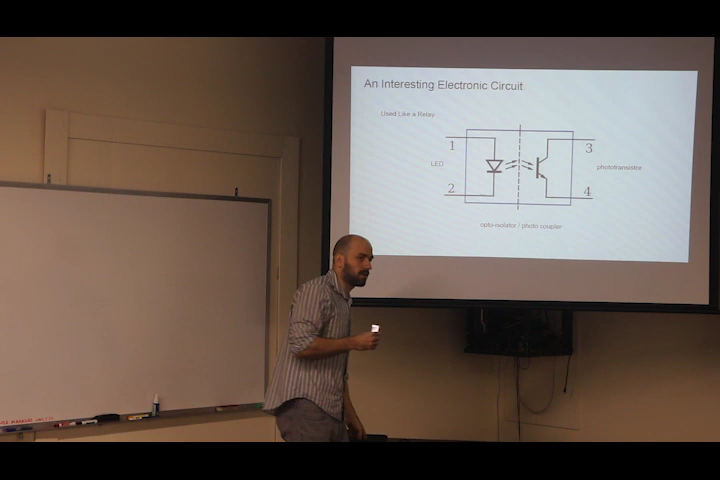 An Interesting Electronic Circuit
Used Like a Relay
1
3
LED
phototransistor
2
4
opto-isolator / photo coupler